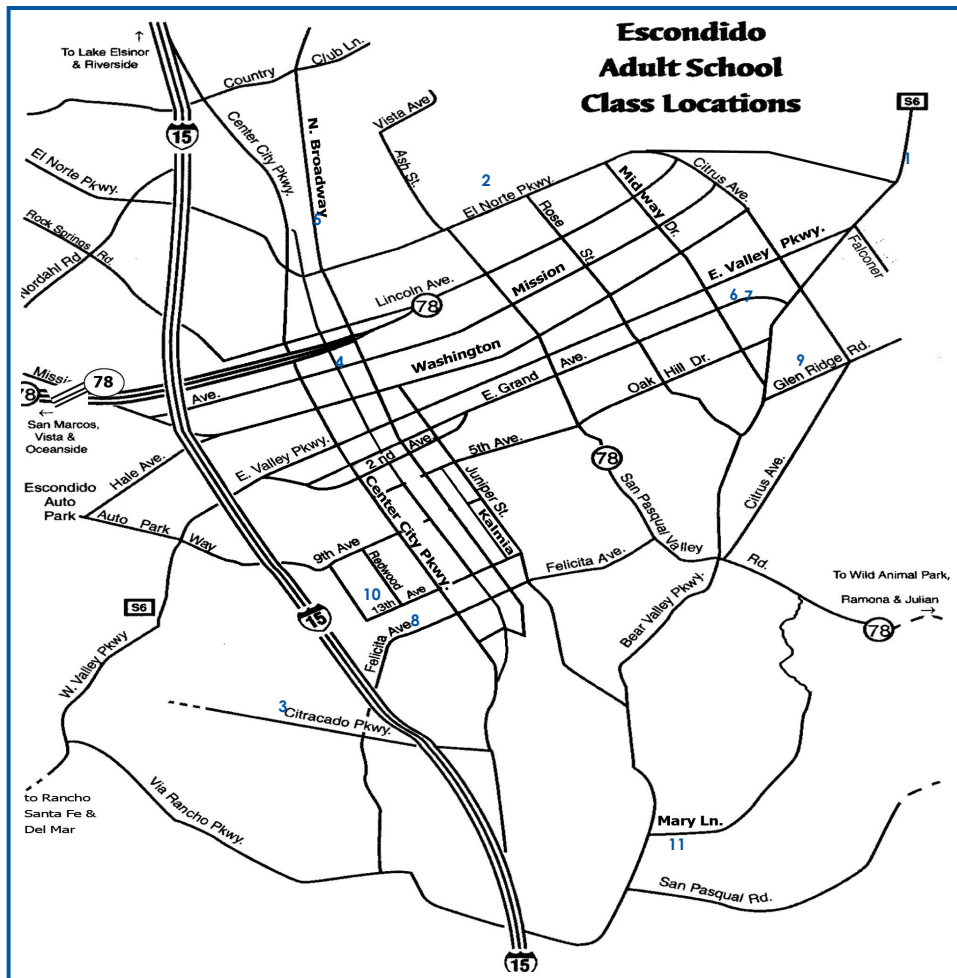 Escondido
Adult School
Class Locations
↑
To Lake Elsinor
& Riverside
Country
Club Ln.
Vista Ave
S6
15
Center City Pkwy.
N. Broadway
Ash St.
1
2
El Norte Pkwy.
El Norte Pkwy.
Midway Dr.
Citrus Ave.
Rock Springs Rd
Nordahl Rd
5
Rose St.
E. Valley Pkwy.
Falconer
Lincoln Ave.
78
Mission
6 7
4
Washington
E. Grand Ave.
Oak Hill Dr.
9
Glen Ridge Rd.
78
78
Ave.
←
San Marcos,
Vista &
Oceanside
Hale Ave.
E. Valley Pkwy.
2 nd Ave.
5th Ave.
78
Juniper St.
San Pasqual Valley
Rd.
Citrus Ave.
Escondido
Auto
Park
Auto Park Way
Center City Pkwy.
Kalmia
9th Ave
Redwood
10
13th Ave
Felicita Ave.
To Wild Animal Park,
Ramona & Julian
→
78
S6
15
8
Felicita Ave
Bear Valley Pkwy.
W. Valley Pkwy
3
Citracado Pkwy.
to Rancho
Santa Fe &
Del Mar
Via Rancho Pkwy.
Mary Ln.
11
San Pasqual Rd.
15